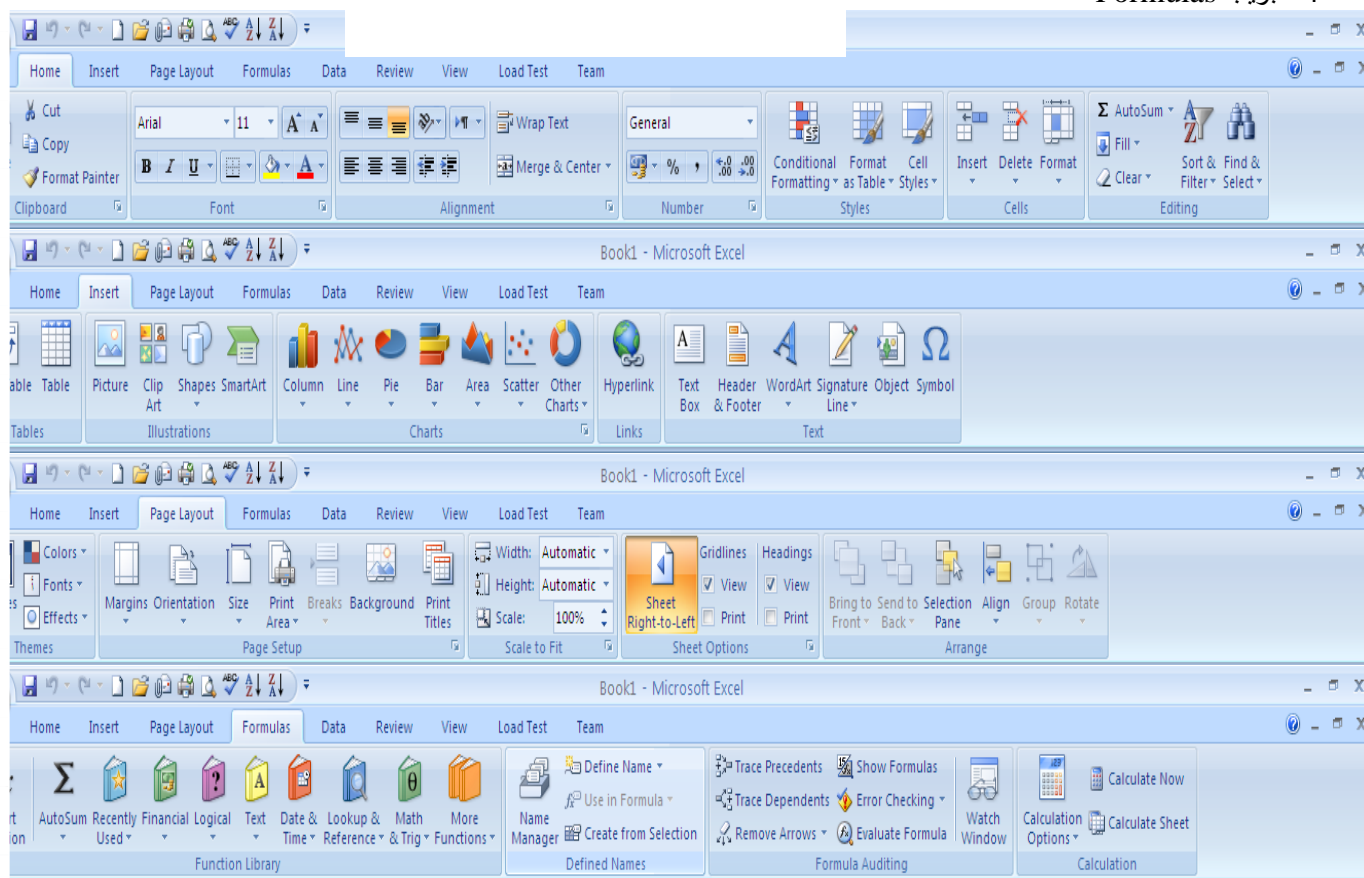 Formulas
Home Insert Page Layout Formulas Data Review View Load Test Team
Cut
Copy
Format Painter
Clipboard
Arial 11
B I U
Font
Wrap Text
Merge & Center
Alignment
General
% ,
Number
Conditional Formatting
Format as Table
Cell Styles
Styles
Insert Delete Format
Cells
Σ AutoSum
Fill
Clear
Sort & Filter
Find & Select
Editing
Book1 - Microsoft Excel
Home Insert Page Layout Formulas Data Review View Load Test Team
Table
Tables
Picture
Clip Art
Shapes SmartArt
Illustrations
Column Line Pie Bar Area Scatter
Other Charts
Charts
Hyperlink
Links
Text Box
Header & Footer
WordArt
Signature Line
Object Symbol
Text
Book1 - Microsoft Excel
Home Insert Page Layout Formulas Data Review View Load Test Team
Colors
Fonts
Effects
Themes
Margins Orientation Size
Print Area
Breaks Background
Print Titles
Page Setup
Width: Automatic
Height: Automatic
Scale: 100%
Scale to Fit
Sheet Right-to-Left
Gridlines
View
Print
Headings
View
Print
Sheet Options
Bring to Front
Send to Back
Selection Pane
Align Group Rotate
Arrange
Book1 - Microsoft Excel
Home Insert Page Layout Formulas Data Review View Load Test Team
AutoSum
Recently Used
Financial Logical Text
Date & Time
Lookup & Reference
Math & Trig
More Functions
Function Library
Name Manager
Define Name
Use in Formula
Create from Selection
Defined Names
Trace Precedents
Trace Dependents
Remove Arrows
Show Formulas
Error Checking
Evaluate Formula
Watch Window
Formula Auditing
Calculation Options
Calculate Now
Calculate Sheet
Calculation